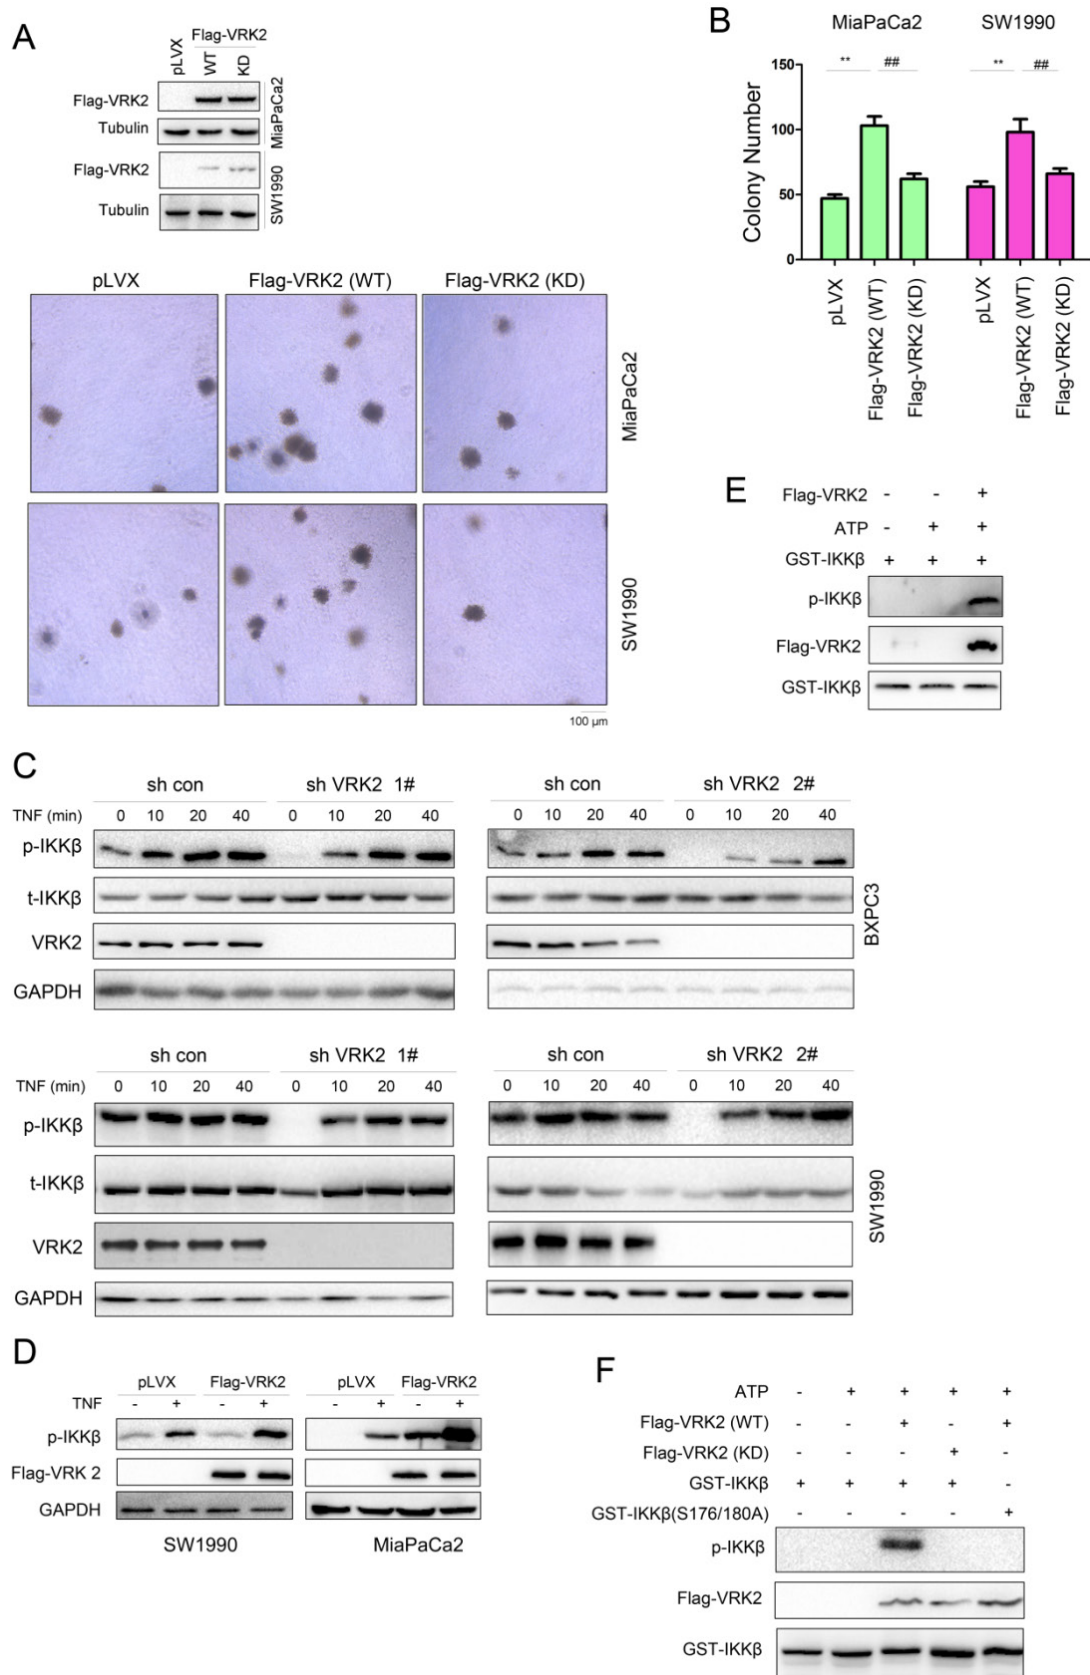 A
Flag-VRK2
pLVX WT KD
Flag-VRK2
Tubulin
MiaPaCa2
Flag-VRK2
Tubulin
SW1990
pLVX Flag-VRK2 (WT) Flag-VRK2 (KD)
MiaPaCa2
SW1990
100 µm
B
MiaPaCa2 SW1990
Colony Number
150
100
50
0
** ## ** ##
pLVX Flag-VRK2 (WT) Flag-VRK2 (KD) pLVX Flag-VRK2 (WT) Flag-VRK2 (KD)
E
Flag-VRK2 - - +
ATP - + +
GST-IKKβ + + +
p-IKKβ
Flag-VRK2
GST-IKKβ
C
sh con sh VRK2 1# sh con sh VRK2 2#
TNF (min) 0 10 20 40 0 10 20 40 0 10 20 40 0 10 20 40
p-IKKβ
t-IKKβ
VRK2
GAPDH
BXPC3
sh con sh VRK2 1# sh con sh VRK2 2#
TNF (min) 0 10 20 40 0 10 20 40 0 10 20 40 0 10 20 40
p-IKKβ
t-IKKβ
VRK2
GAPDH
SW1990
D
pLVX Flag-VRK2 pLVX Flag-VRK2
TNF - + - + - + - +
p-IKKβ
Flag-VRK 2
GAPDH
SW1990 MiaPaCa2
F
ATP - + + + +
Flag-VRK2 (WT) - - + - +
Flag-VRK2 (KD) - - - + -
GST-IKKβ + + + + -
GST-IKKβ(S176/180A) - - - - +
p-IKKβ
Flag-VRK2
GST-IKKβ